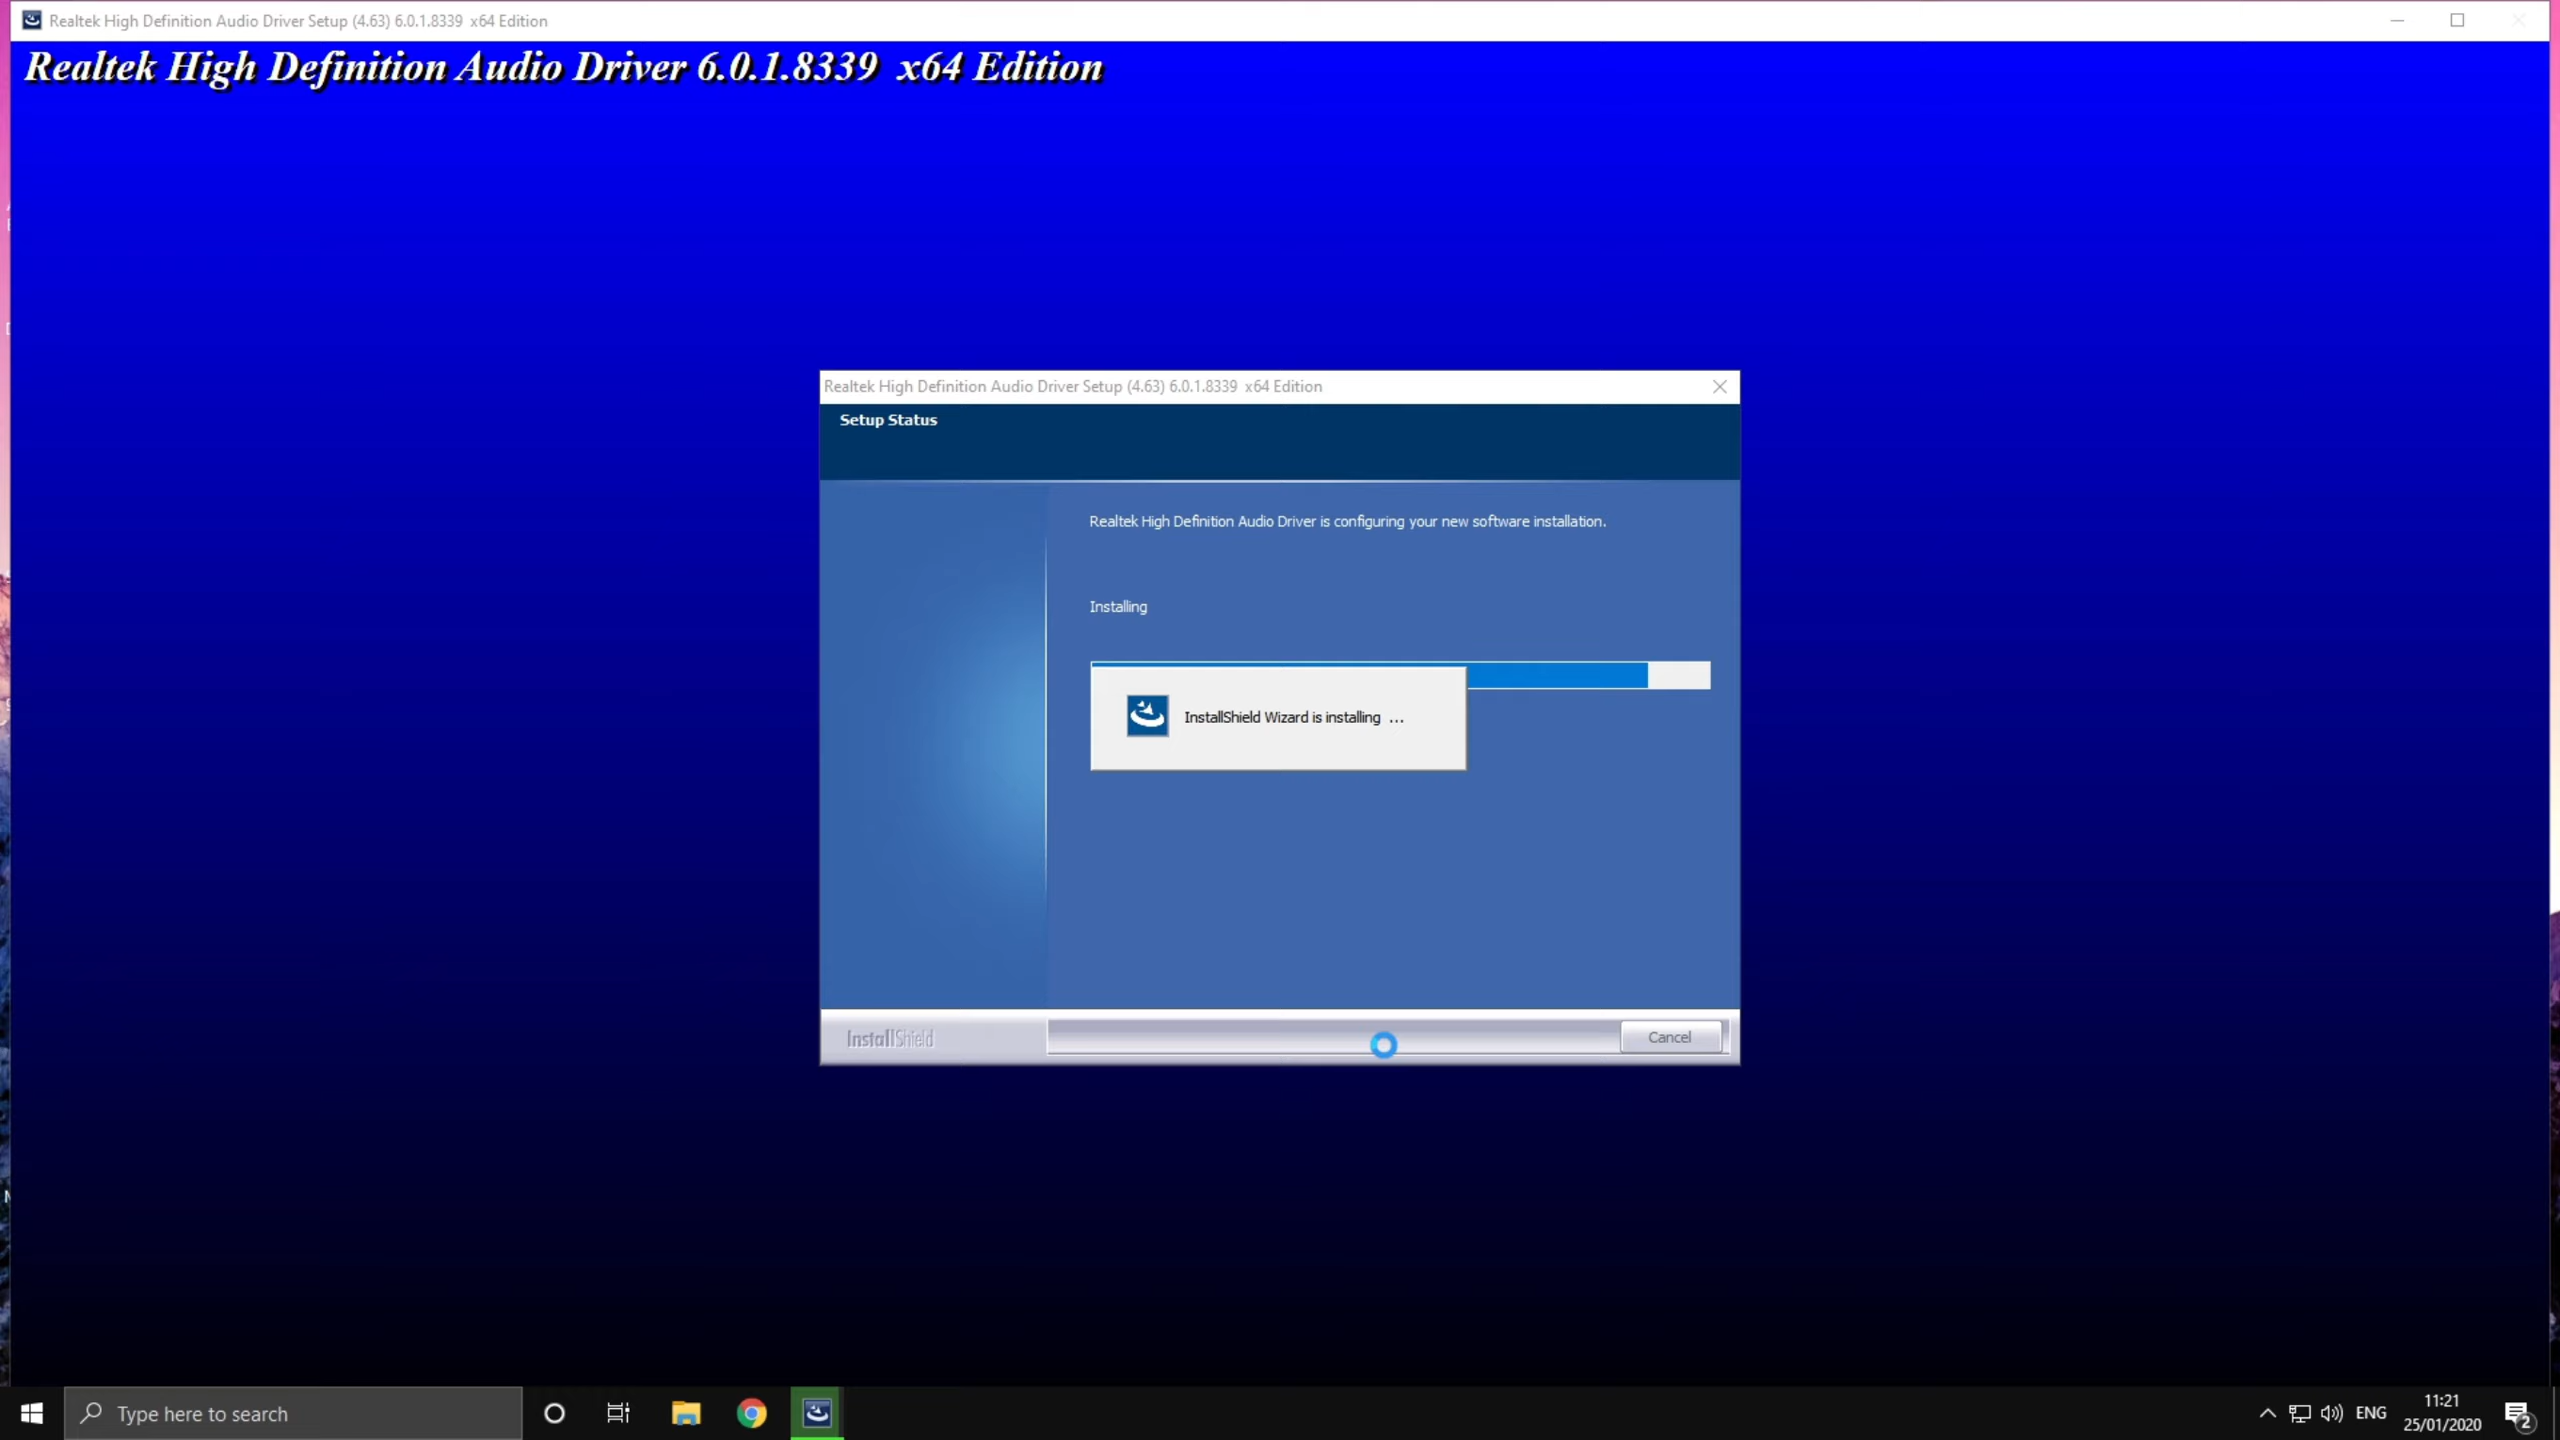 Realtek High Definition Audio Driver Setup (4.63) 6.0.1.8339 x64 Edition
Realtek High Definition Audio Driver 6.0.1.8339 x64 Edition
Realtek High Definition Audio Driver Setup (4.63) 6.0.1.8339 x64 Edition
Setup Status
Realtek High Definition Audio Driver is configuring your new software installation.
Installing
InstallShield Wizard is installing ...
InstallShield
Cancel
Type here to search
ENG
11:21
25/01/2020
2